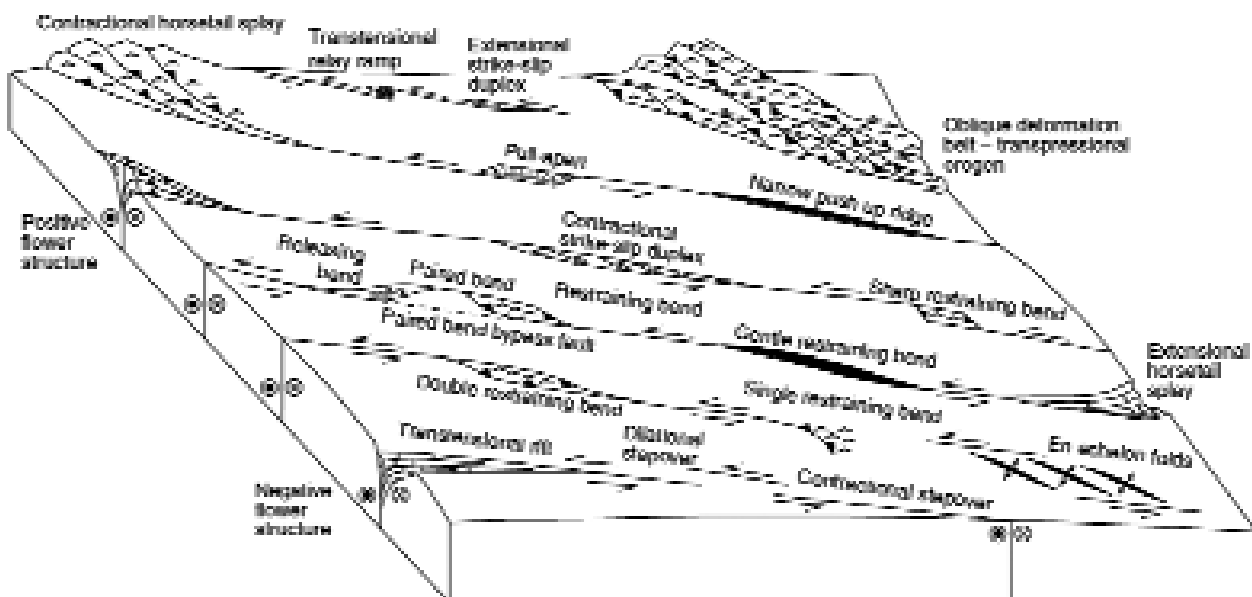 Contractional horsetail splay
Transtensional
relay ramp
Extensional
strike-slip
duplex
Oblique deformation
belt – transpressional
orogen
Pull-apart
Narrow push up ridge
Positive
flower
structure
Contractional
strike-slip duplex
Releasing
bend
Paired bend
Restraining bend
Sharp restraining bend
Paired bend bypass fault
Gentle restraining bend
Extensional
horsetail
splay
Double restraining bend
Single restraining bend
Transtensional rift
Dilational
stepover
En echelon folds
Contractional stepover
Negative
flower
structure